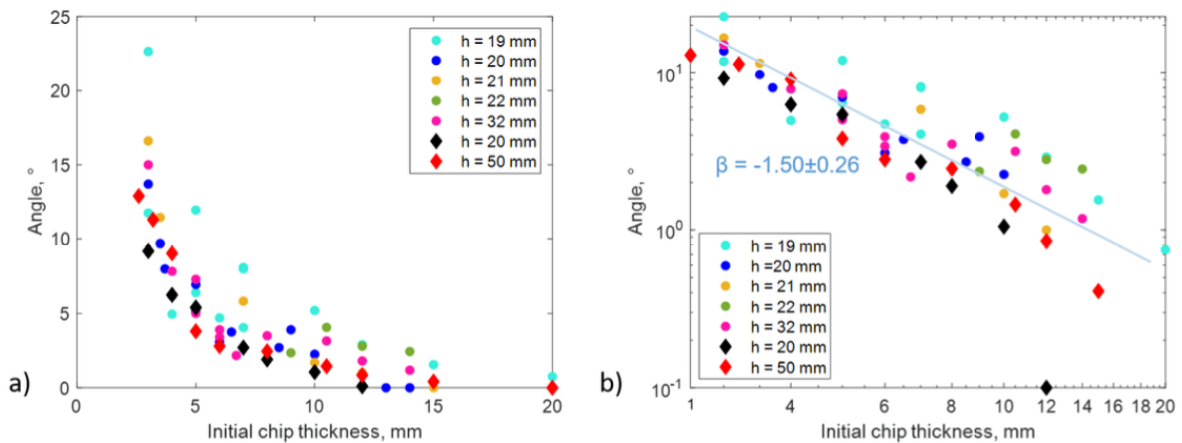 25
20
15
10
5
0
Angle, °
0
5
10
15
20
Initial chip thickness, mm
h = 19 mm
h = 20 mm
h = 21 mm
h = 22 mm
h = 32 mm
h = 20 mm
h = 50 mm
a)
10¹
10⁰
10⁻¹
Angle, °
β = -1.50±0.26
h = 19 mm
h =20 mm
h = 21 mm
h = 22 mm
h = 32 mm
h = 20 mm
h = 50 mm
1
4
6
8
10
12
14
16
18
20
Initial chip thickness, mm
b)